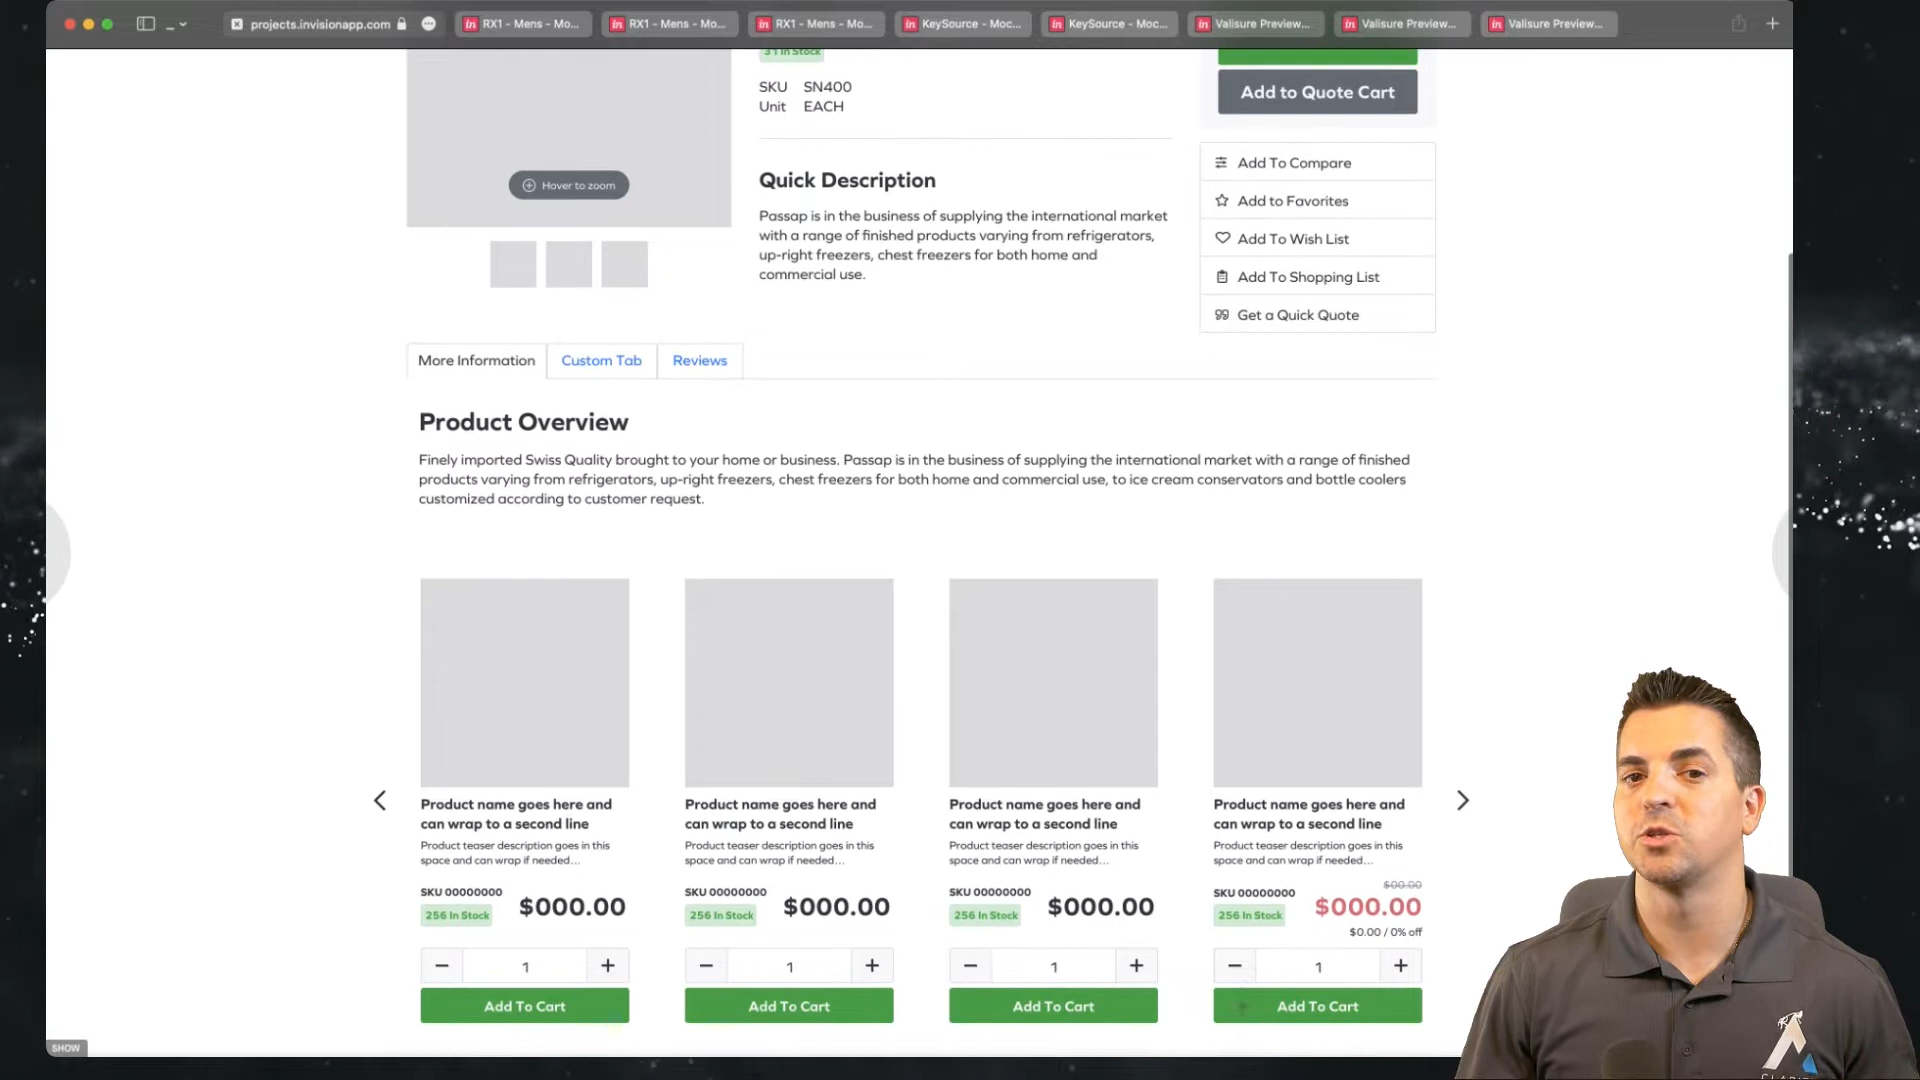 projects.invisionapp.com
RX1 - Mens - Mo...
RX1 - Mens - Mo...
RX1 - Mens - Mo...
KeySource - Moc...
KeySource - Moc...
Valisure Preview...
Valisure Preview...
Valisure Preview...
31 In Stock
SKU SN400
Unit EACH
Add to Quote Cart
Hover to zoom
Quick Description
Passap is in the business of supplying the international market
with a range of finished products varying from refrigerators,
up-right freezers, chest freezers for both home and
commercial use.
Add To Compare
Add to Favorites
Add To Wish List
Add To Shopping List
Get a Quick Quote
More Information
Custom Tab
Reviews
Product Overview
Finely imported Swiss Quality brought to your home or business. Passap is in the business of supplying the international market with a range of finished
products varying from refrigerators, up-right freezers, chest freezers for both home and commercial use, to ice cream conservators and bottle coolers
customized according to customer request.
Product name goes here and
can wrap to a second line
Product teaser description goes in this
space and can wrap if needed...
SKU 00000000
256 In Stock
$000.00
1
Add To Cart
Product name goes here and
can wrap to a second line
Product teaser description goes in this
space and can wrap if needed...
SKU 00000000
256 In Stock
$000.00
1
Add To Cart
Product name goes here and
can wrap to a second line
Product teaser description goes in this
space and can wrap if needed...
SKU 00000000
256 In Stock
$000.00
1
Add To Cart
Product name goes here and
can wrap to a second line
Product teaser description goes in this
space and can wrap if needed...
$00.00
SKU 00000000
256 In Stock
$000.00
$0.00 / 0% off
1
Add To Cart
SHOW